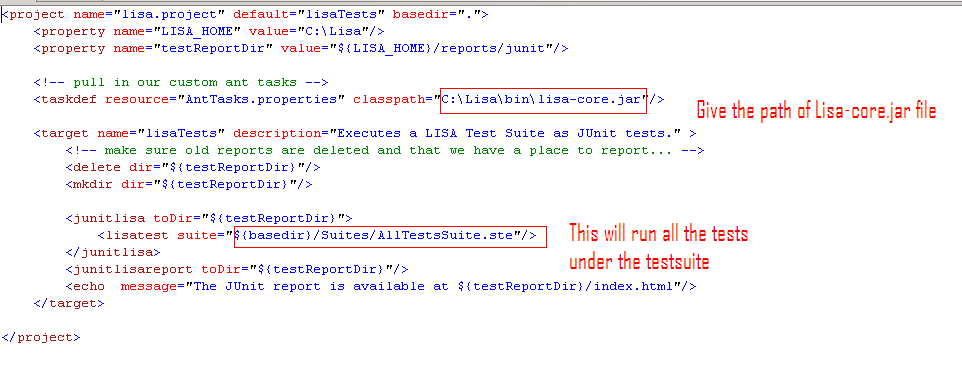 <project name="lisa.project" default="lisaTests" basedir=".">
<property name="LISA_HOME" value="C:\Lisa"/>
<property name="testReportDir" value="${LISA_HOME}/reports/junit"/>
<!-- pull in our custom ant tasks -->
<taskdef resource="AntTasks.properties" classpath="C:\Lisa\bin\lisa-core.jar"/>
Give the path of Lisa-core.jar file
<target name="lisaTests" description="Executes a LISA Test Suite as JUnit tests." >
<!-- make sure old reports are deleted and that we have a place to report... -->
<delete dir="${testReportDir}"/>
<mkdir dir="${testReportDir}"/>
<junitlisa toDir="${testReportDir}">
<lisatest suite="${basedir}/Suites/AllTestsSuite.ste"/>
This will run all the tests
under the testsuite
</junitlisa>
<junitlisareport toDir="${testReportDir}"/>
<echo  message="The JUnit report is available at ${testReportDir}/index.html"/>
</target>
</project>